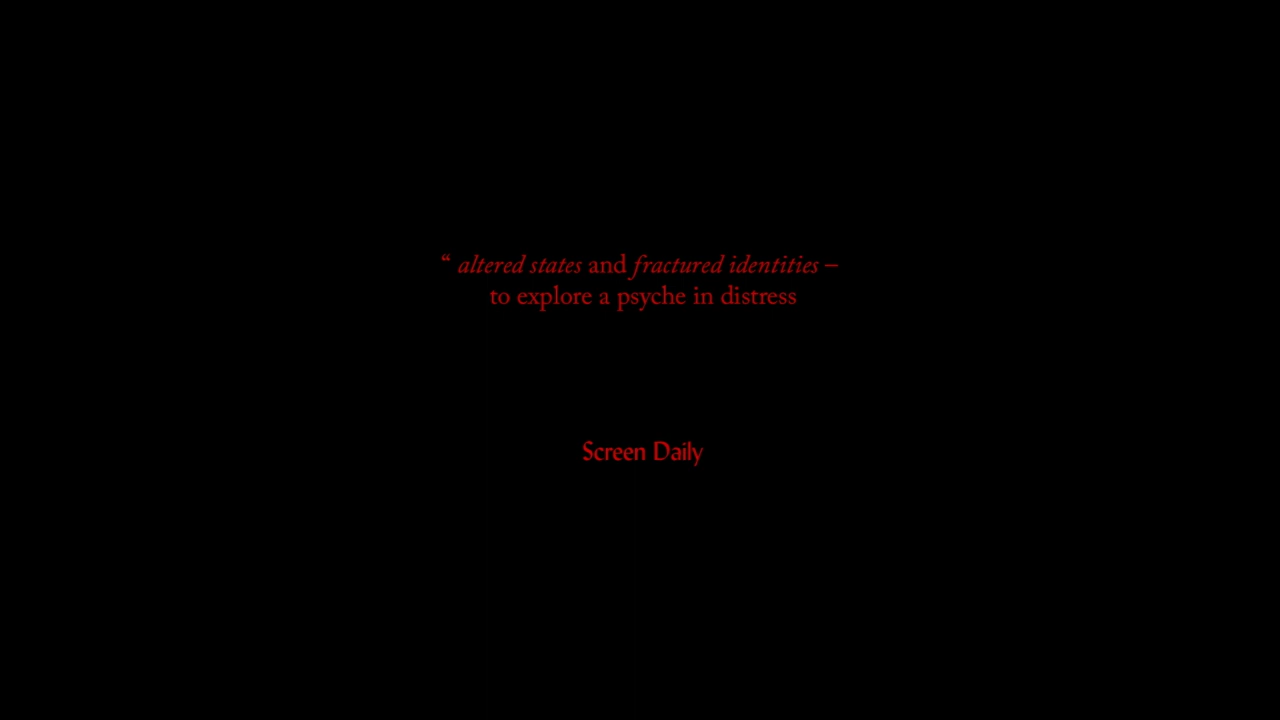 “ altered states and fractured identities –
to explore a psyche in distress
Screen Daily